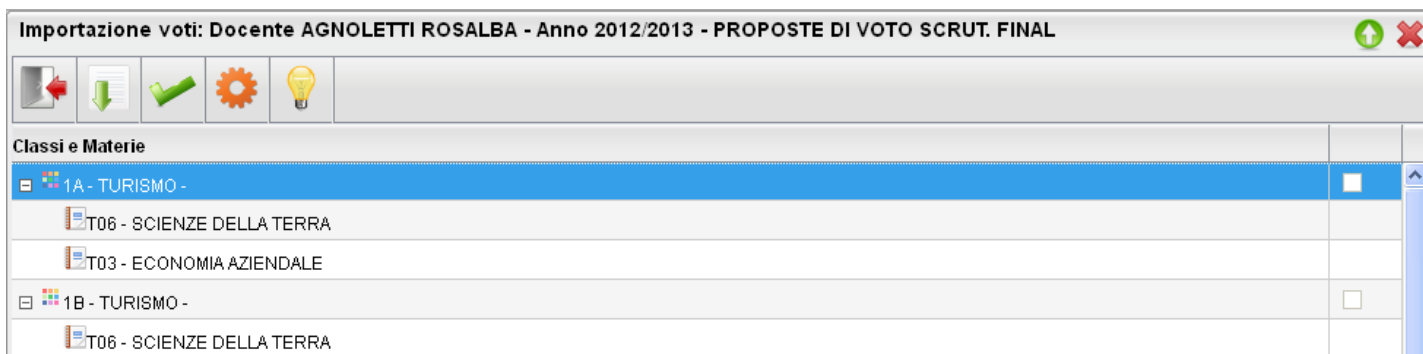 Importazione voti: Docente AGNOLETTI ROSALBA - Anno 2012/2013 - PROPOSTE DI VOTO SCRUT. FINAL
Classi e Materie
1A - TURISMO -
T06 - SCIENZE DELLA TERRA
T03 - ECONOMIA AZIENDALE
1B - TURISMO -
T06 - SCIENZE DELLA TERRA